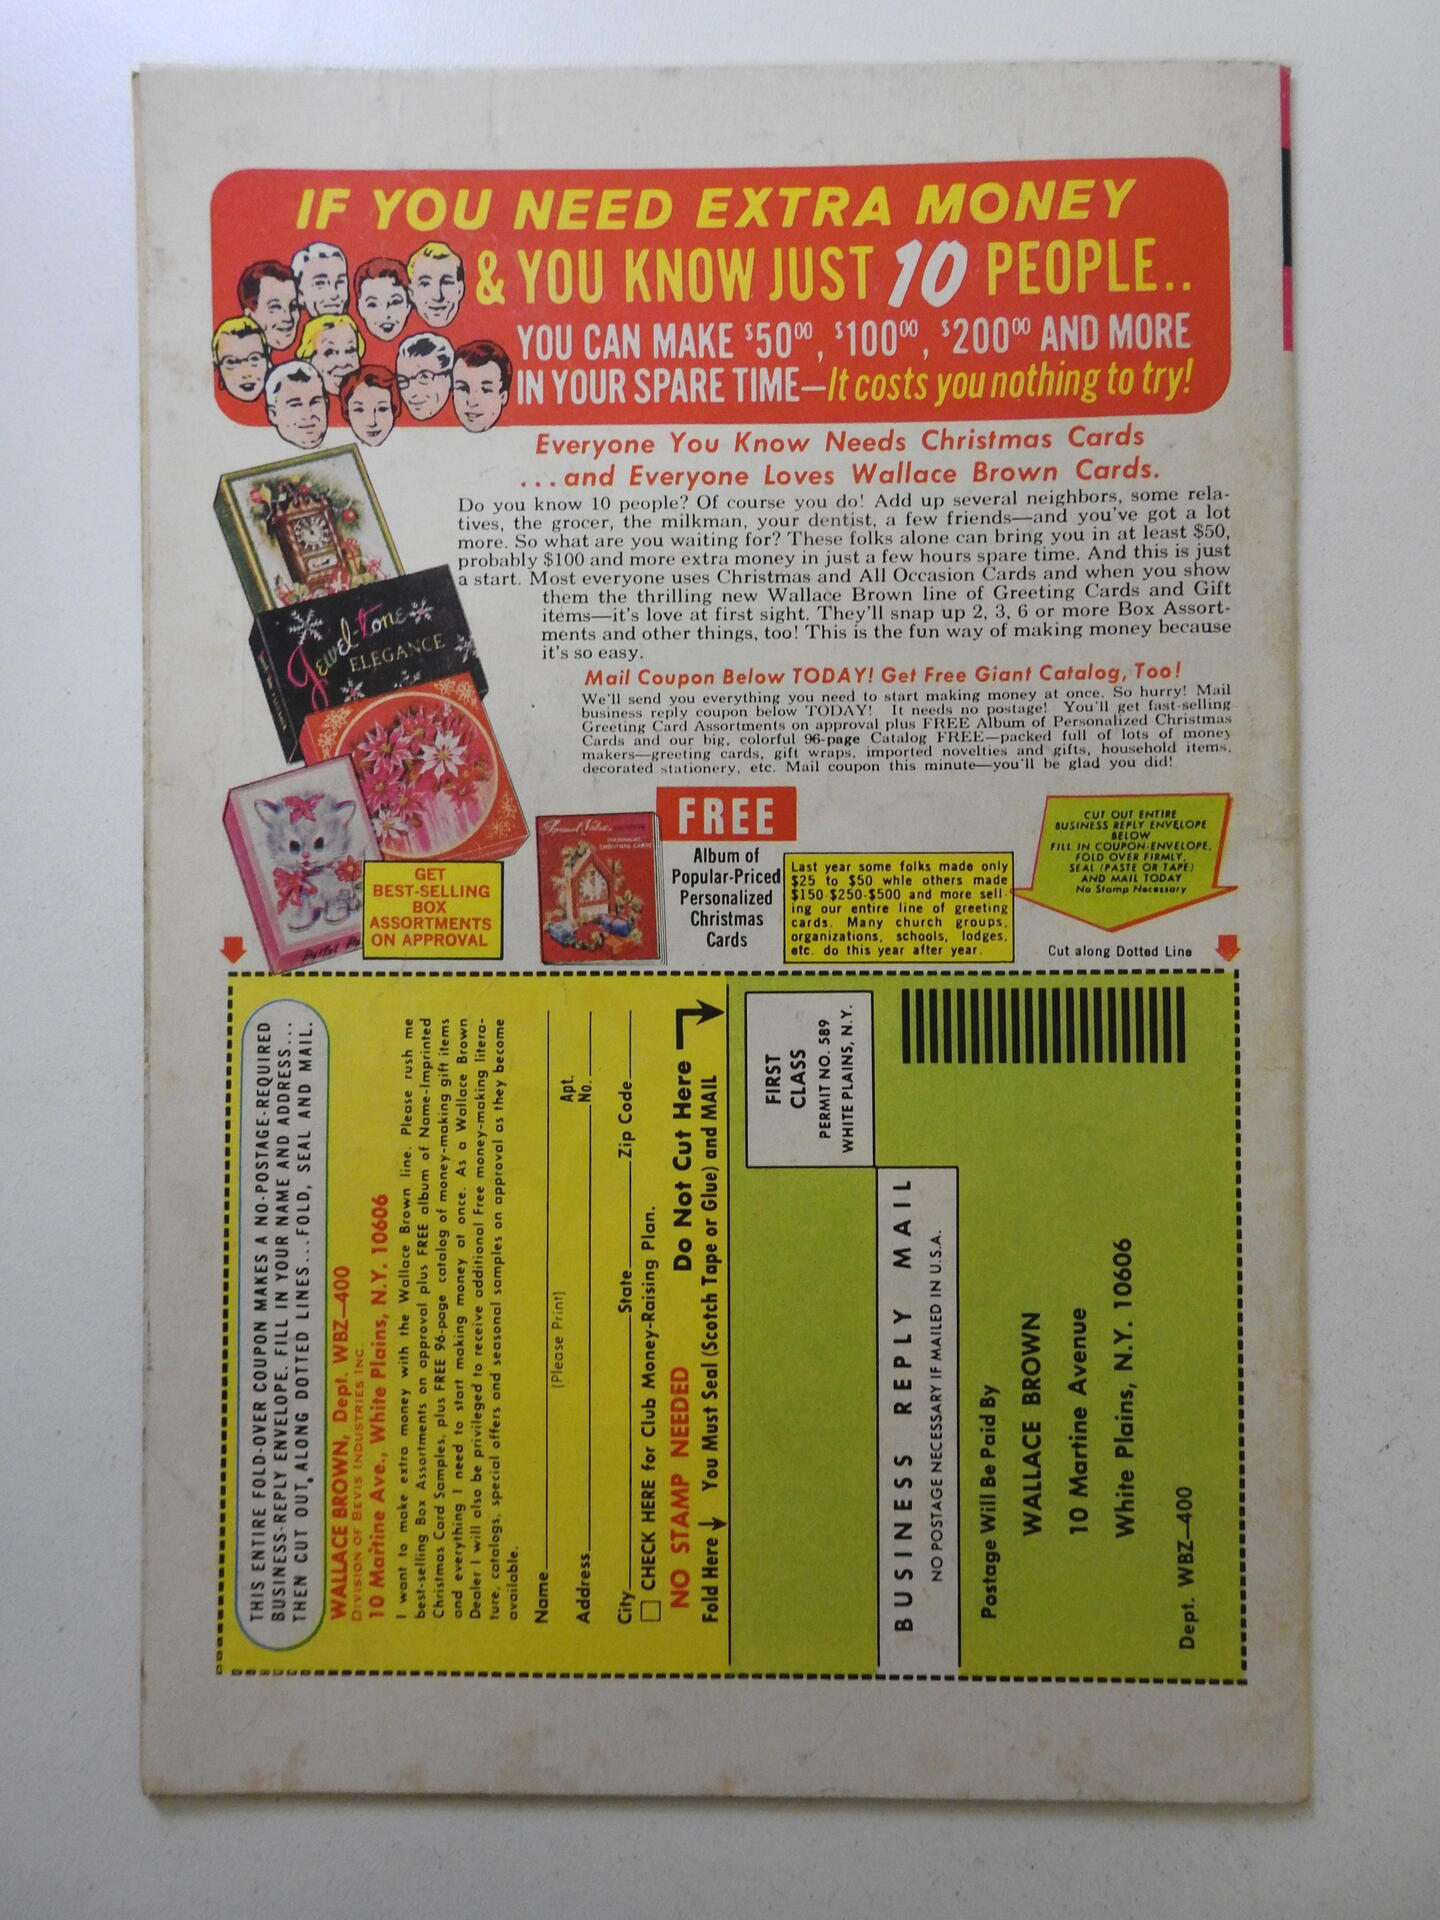 IF YOU NEED EXTRA MONEY
& YOU KNOW JUST 10 PEOPLE..
YOU CAN MAKE $50⁰⁰, $100⁰⁰, $200⁰⁰ AND MORE
IN YOUR SPARE TIME—It costs you nothing to try!
Everyone You Know Needs Christmas Cards
...and Everyone Loves Wallace Brown Cards.
Do you know 10 people? Of course you do! Add up several neighbors, some rela-
tives, the grocer, the milkman, your dentist, a few friends—and you've got a lot
more. So what are you waiting for? These folks alone can bring you in at least $50,
probably $100 and more extra money in just a few hours spare time. And this is just
a start. Most everyone uses Christmas and All Occasion Cards and when you show
them the thrilling new Wallace Brown line of Greeting Cards and Gift
items—it's love at first sight. They'll snap up 2, 3, 6 or more Box Assort-
ments and other things, too! This is the fun way of making money because
it's so easy.
Jewel-Tone
ELEGANCE
Mail Coupon Below TODAY! Get Free Giant Catalog, Too!
We'll send you everything you need to start making money at once. So hurry! Mail
business reply coupon below TODAY! It needs no postage! You'll get fast-selling
Greeting Card Assortments on approval plus FREE Album of Personalized Christmas
Cards and our big, colorful 96-page Catalog FREE—packed full of lots of money
makers—greeting cards, gift wraps, imported novelties and gifts, household items,
decorated stationery, etc. Mail coupon this minute—you'll be glad you did!
GET
BEST-SELLING
BOX
ASSORTMENTS
ON APPROVAL
FREE
Album of
Popular-Priced
Personalized
Christmas
Cards
Last year some folks made only
$25 to $50 whle others made
$150-$250-$500 and more sell-
ing our entire line of greeting
cards. Many church groups,
organizations, schools, lodges,
etc. do this year after year.
CUT OUT ENTIRE
BUSINESS REPLY ENVELOPE
BELOW
FILL IN COUPON-ENVELOPE,
FOLD OVER FIRMLY,
SEAL (PASTE OR TAPE)
AND MAIL TODAY
No Stamp Necessary
Cut along Dotted Line
THIS ENTIRE FOLD-OVER COUPON MAKES A NO-POSTAGE-REQUIRED
BUSINESS-REPLY ENVELOPE. FILL IN YOUR NAME AND ADDRESS...
THEN CUT OUT ALONG DOTTED LINES...FOLD, SEAL AND MAIL.
WALLACE BROWN, Dept. WBZ—400
DIVISION OF BEVIS INDUSTRIES INC.
10 Martine Ave., White Plains, N.Y. 10606
I want to make extra money with the Wallace Brown line. Please rush me
best-selling Box Assortments on approval plus FREE album of Name-Imprinted
Christmas Card Samples, plus FREE 96-page catalog of money-making gift items
and everything I need to start making money at once. As a Wallace Brown
Dealer I will also be privileged to receive additional Free money-making litera-
ture, catalogs, special offers and seasonal samples on approval as they become
available.
Name
(Please Print)
Address Apt. No.
City State Zip Code
CHECK HERE for Club Money-Raising Plan.
NO STAMP NEEDED Do Not Cut Here
Fold Here You Must Seal (Scotch Tape or Glue) and MAIL
FIRST
CLASS
PERMIT NO. 589
WHITE PLAINS, N.Y.
BUSINESS REPLY MAIL
NO POSTAGE NECESSARY IF MAILED IN U.S.A.
Postage Will Be Paid By
WALLACE BROWN
10 Martine Avenue
White Plains, N.Y. 10606
Dept. WBZ—400